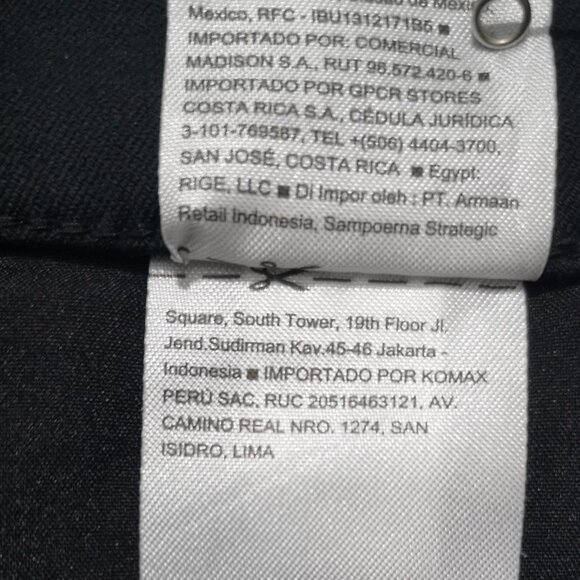 Mexico, RFC - IBU131217195 ■
IMPORTADO POR: COMERCIAL
MADISON S.A., RUT 96.572.420-6 ■
IMPORTADO POR GPCR STORES
COSTA RICA S.A., CÉDULA JURÍDICA
3-101-769587, TEL +(506) 4404-3700,
SAN JOSÉ, COSTA RICA ■ Egypt:
RIGE, LLC ■ Di Impor oleh : PT. Armaan
Retail Indonesia, Sampoerna Strategic
Square, South Tower, 19th Floor Jl.
Jend.Sudirman Kav.45-46 Jakarta -
Indonesia ■ IMPORTADO POR KOMAX
PERÙ SAC, RUC 20516463121, AV.
CAMINO REAL NRO. 1274, SAN
ISIDRO, LIMA